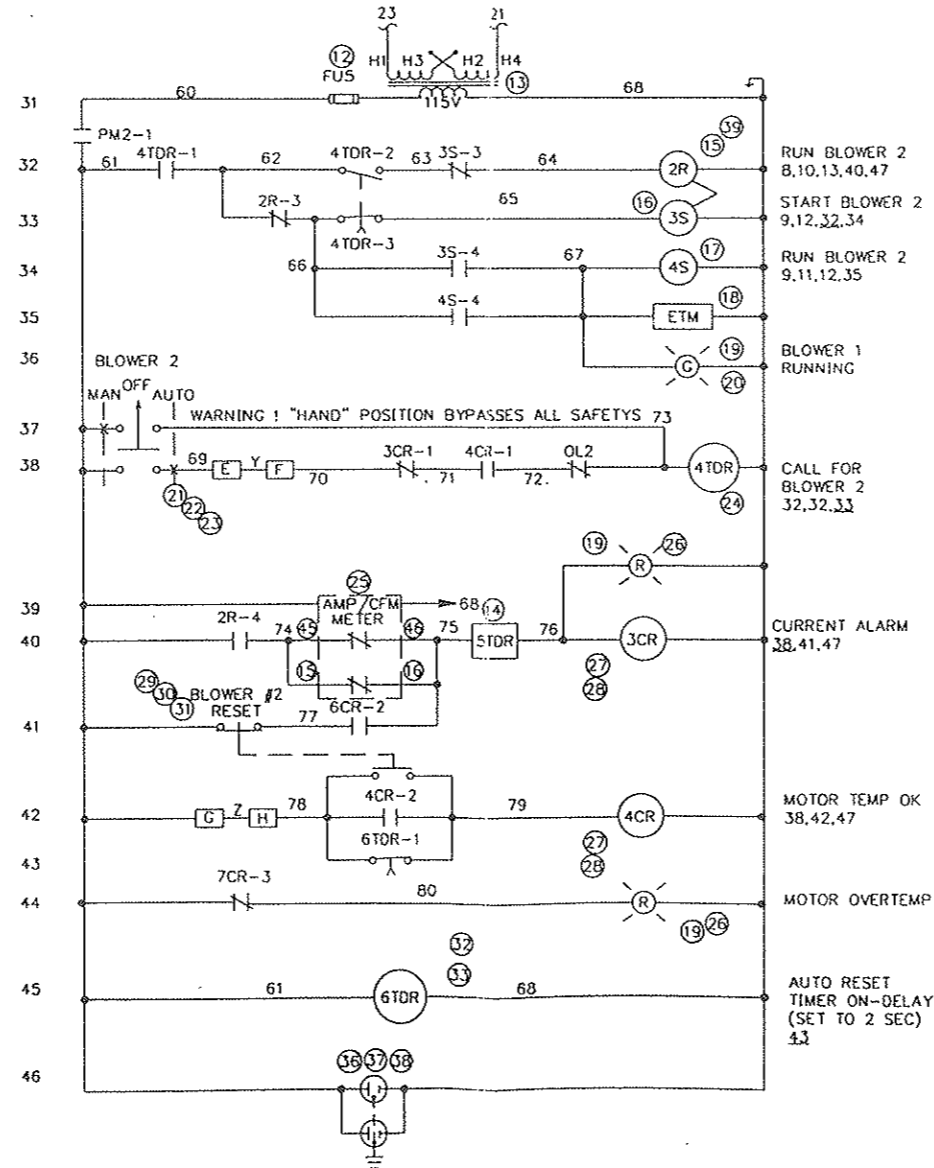 23 21
H1 H3 H2 H4
12 FUS 13
31 60 115V 68
PM2-1
39
15
32 61 4TDR-1 62 4TDR-2 63 3S-3 64 2R RUN BLOWER 2
8,10,13,40,47
33 2R-3 65 16 3S START BLOWER 2
9,12,32,34
4TDR-3
34 66 3S-4 67 4S 17 RUN BLOWER 2
9,11,12,35
35 4S-4 ETM 18
36 G 19 BLOWER 1
20 RUNNING
BLOWER 2
MAN OFF AUTO
37 WARNING ! "HAND" POSITION BYPASSES ALL SAFETYS 73
38 69 E Y F 70 3CR-1 71 4CR-1 72. OL2 4TDR CALL FOR
BLOWER 2
32,32,33
21 22 23 24
19 R 26
25
39 AMP/CFM 68 14
METER
40 2R-4 74 45 46 75 5TDR 76 3CR CURRENT ALARM
38,41,47
15 16 27
28
29 30 31 BLOWER #2
RESET
41 77 6CR-2
42 G Z H 78 4CR-2 79 4CR MOTOR TEMP OK
38,42,47
43 6TDR-1 27
28
44 7CR-3 80 R MOTOR OVERTEMP
19 26
32
33
45 61 6TDR 68 AUTO RESET
TIMER ON-DELAY
(SET TO 2 SEC)
43
46 36 37 38